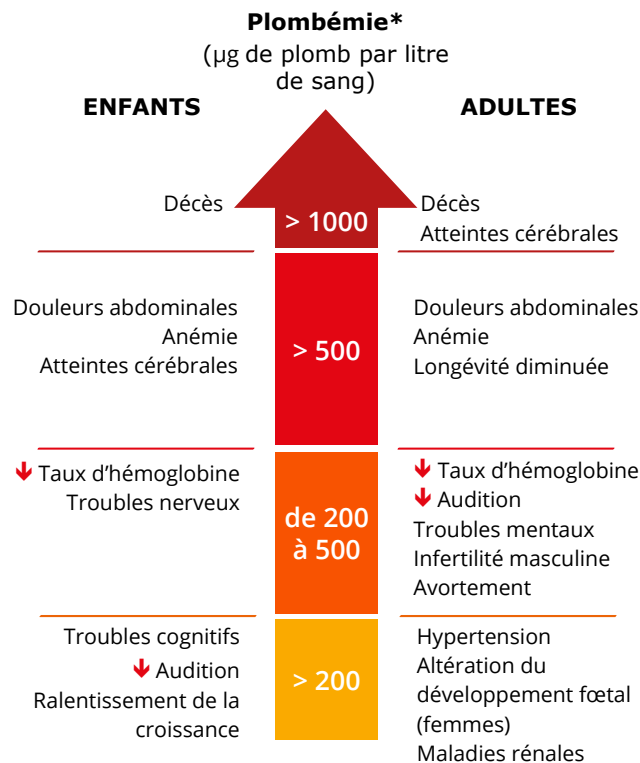 Plombémie*
(µg de plomb par litre
de sang)
ENFANTS
ADULTES
Décès
> 1000
Décès
Atteintes cérébrales
Douleurs abdominales
Anémie
Atteintes cérébrales
> 500
Douleurs abdominales
Anémie
Longévité diminuée
↓ Taux d'hémoglobine
Troubles nerveux
de 200
à 500
↓ Taux d'hémoglobine
↓ Audition
Troubles mentaux
Infertilité masculine
Avortement
Troubles cognitifs
↓ Audition
Ralentissement de la
croissance
> 200
Hypertension
Altération du
développement fœtal
(femmes)
Maladies rénales